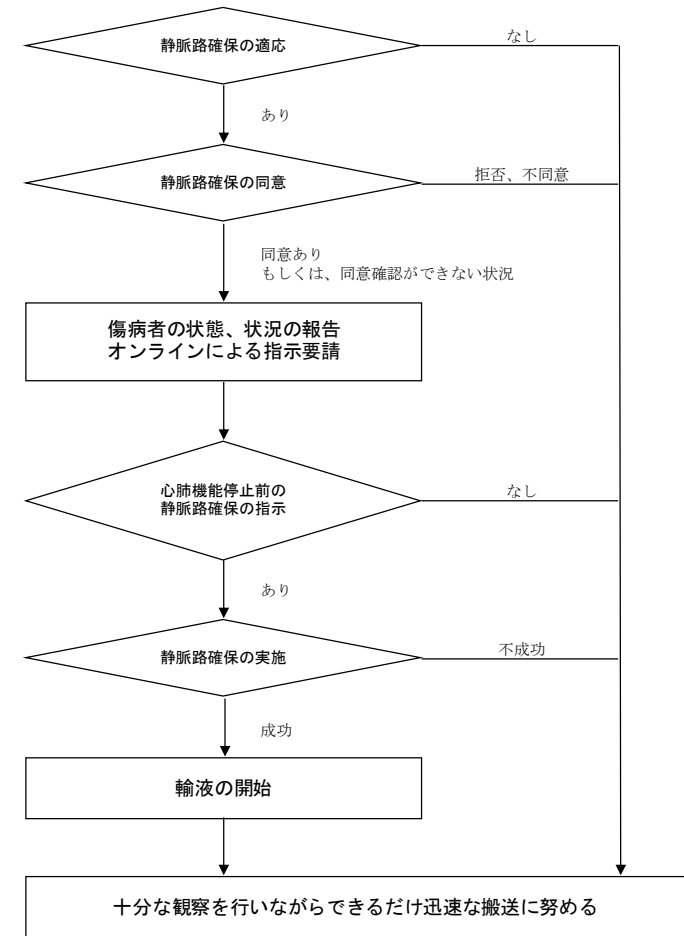 静脈路確保の適応
なし
あり
静脈路確保の同意
拒否、不同意
同意あり
もしくは、同意確認ができない状況
傷病者の状態、状況の報告
オンラインによる指示要請
心肺機能停止前の
静脈路確保の指示
なし
あり
静脈路確保の実施
不成功
成功
輸液の開始
十分な観察を行いながらできるだけ迅速な搬送に努める